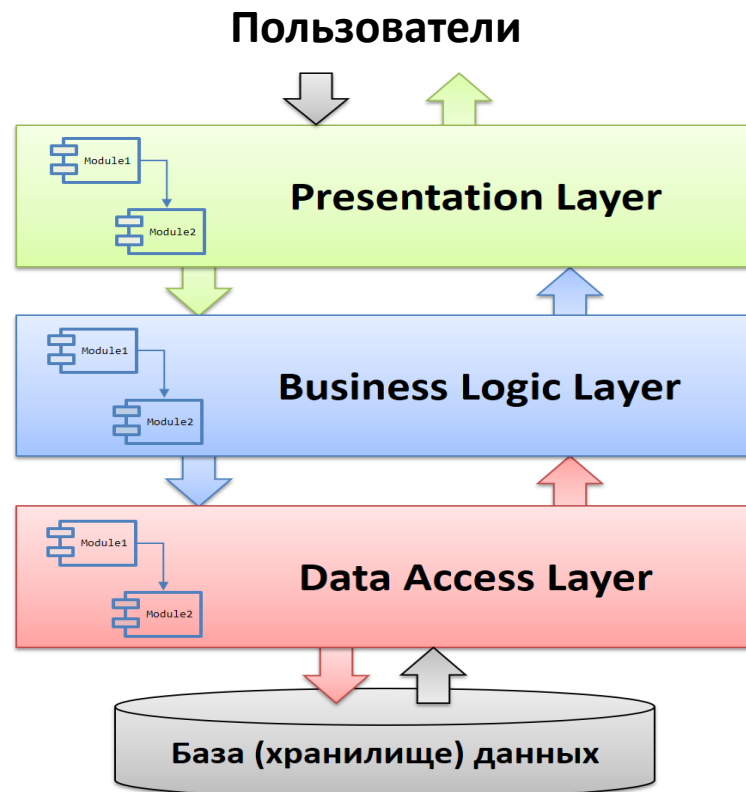 Пользователи
Module1
Module2
Presentation Layer
Module1
Module2
Business Logic Layer
Module1
Module2
Data Access Layer
База (хранилище) данных